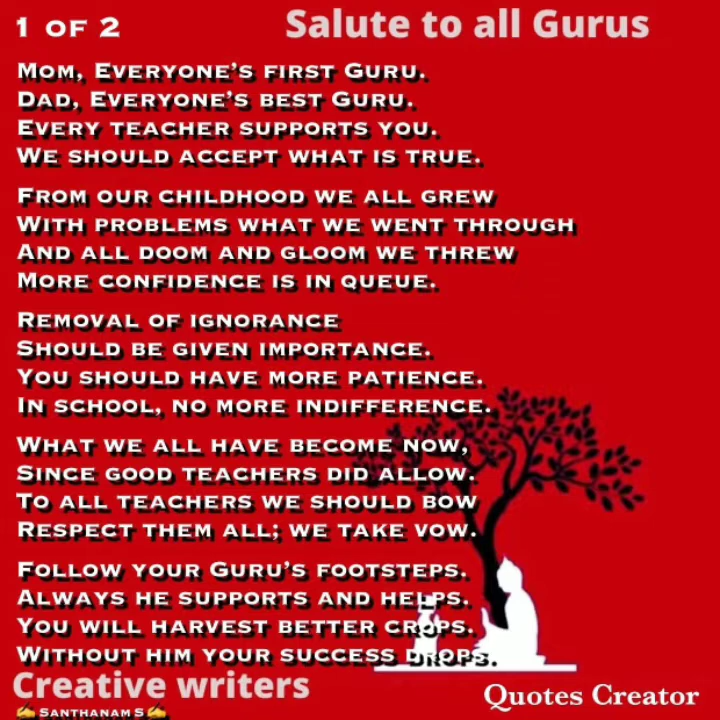 1 OF 2
Salute to all Gurus
MOM, EVERYONE'S FIRST GURU.
DAD, EVERYONE'S BEST GURU.
EVERY TEACHER SUPPORTS YOU.
WE SHOULD ACCEPT WHAT IS TRUE.
FROM OUR CHILDHOOD WE ALL GREW
WITH PROBLEMS WHAT WE WENT THROUGH
AND ALL DOOM AND GLOOM WE THREW
MORE CONFIDENCE IS IN QUEUE.
REMOVAL OF IGNORANCE
SHOULD BE GIVEN IMPORTANCE.
YOU SHOULD HAVE MORE PATIENCE.
IN SCHOOL, NO MORE INDIFFERENCE.
WHAT WE ALL HAVE BECOME NOW,
SINCE GOOD TEACHERS DID ALLOW.
TO ALL TEACHERS WE SHOULD BOW
RESPECT THEM ALL; WE TAKE VOW.
FOLLOW YOUR GURU'S FOOTSTEPS.
ALWAYS HE SUPPORTS AND HELPS.
YOU WILL HARVEST BETTER CROPS.
WITHOUT HIM YOUR SUCCESS DROPS.
Creative writers
Quotes Creator
✍️ SANTHANAM S ✍️